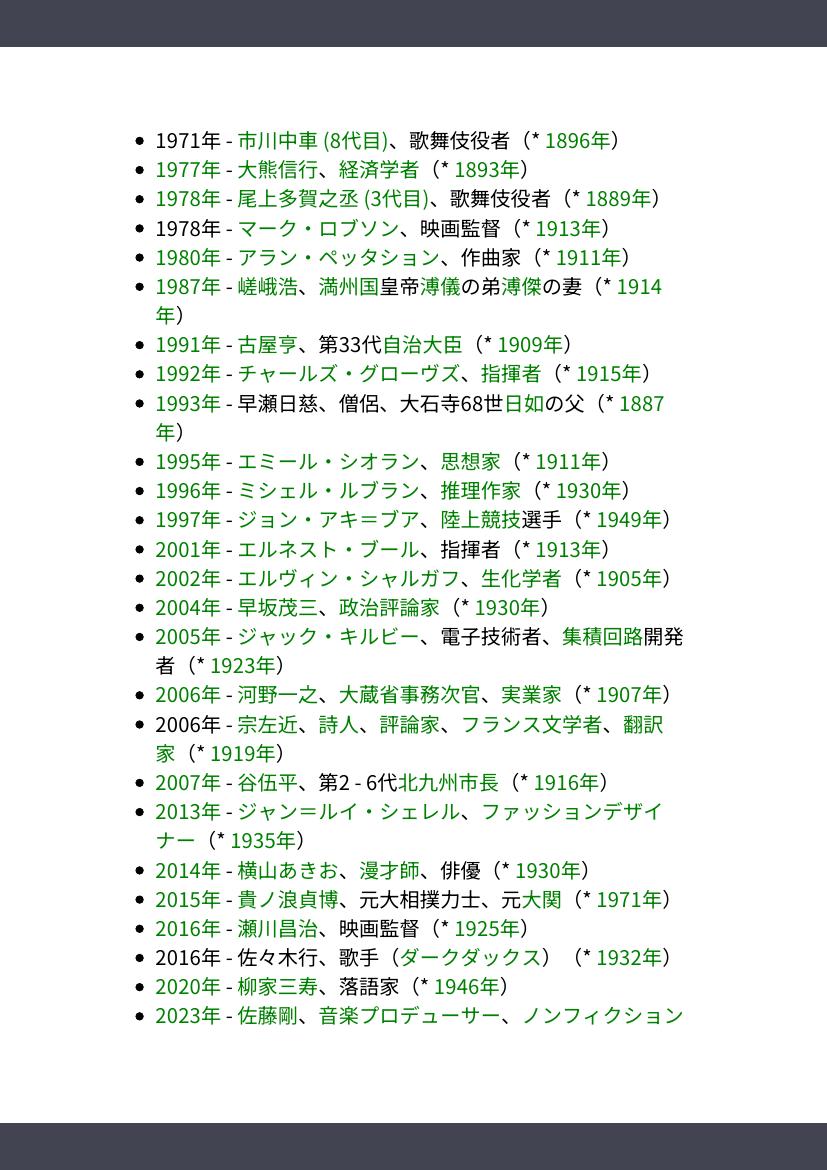 1971年 - 市川中車 (8代目)、歌舞伎役者（* 1896年）
1977年 - 大熊信行、経済学者（* 1893年）
1978年 - 尾上多賀之丞 (3代目)、歌舞伎役者（* 1889年）
1978年 - マーク・ロブソン、映画監督（* 1913年）
1980年 - アラン・ペッタション、作曲家（* 1911年）
1987年 - 嵯峨浩、満州国皇帝溥儀の弟溥傑の妻（* 1914
年）
1991年 - 古屋亨、第33代自治大臣（* 1909年）
1992年 - チャールズ・グローヴズ、指揮者（* 1915年）
1993年 - 早瀬日慈、僧侶、大石寺68世日如の父（* 1887
年）
1995年 - エミール・シオラン、思想家（* 1911年）
1996年 - ミシェル・ルブラン、推理作家（* 1930年）
1997年 - ジョン・アキ＝ブア、陸上競技選手（* 1949年）
2001年 - エルネスト・ブール、指揮者（* 1913年）
2002年 - エルヴィン・シャルガフ、生化学者（* 1905年）
2004年 - 早坂茂三、政治評論家（* 1930年）
2005年 - ジャック・キルビー、電子技術者、集積回路開発
者（* 1923年）
2006年 - 河野一之、大蔵省事務次官、実業家（* 1907年）
2006年 - 宗左近、詩人、評論家、フランス文学者、翻訳
家（* 1919年）
2007年 - 谷伍平、第2 - 6代北九州市長（* 1916年）
2013年 - ジャン＝ルイ・シェレル、ファッションデザイ
ナー（* 1935年）
2014年 - 横山あきお、漫才師、俳優（* 1930年）
2015年 - 貴ノ浪貞博、元大相撲力士、元大関（* 1971年）
2016年 - 瀬川昌治、映画監督（* 1925年）
2016年 - 佐々木行、歌手（ダークダックス）（* 1932年）
2020年 - 柳家三寿、落語家（* 1946年）
2023年 - 佐藤剛、音楽プロデューサー、ノンフィクション